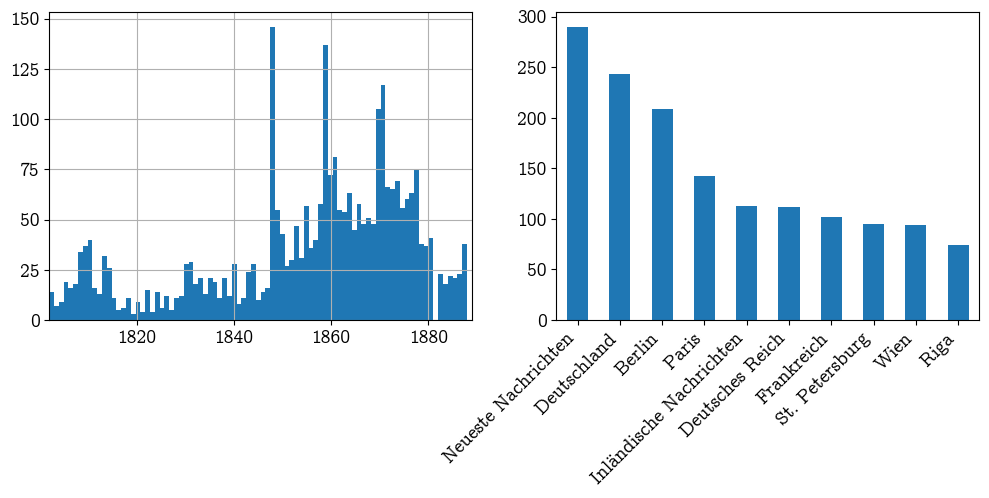 150
125
100
75
50
25
0
1820
1840
1860
1880
300
250
200
150
100
50
0
Neueste Nachrichten
Deutschland
Berlin
Paris
Inländische Nachrichten
Deutsches Reich
Frankreich
St. Petersburg
Wien
Riga